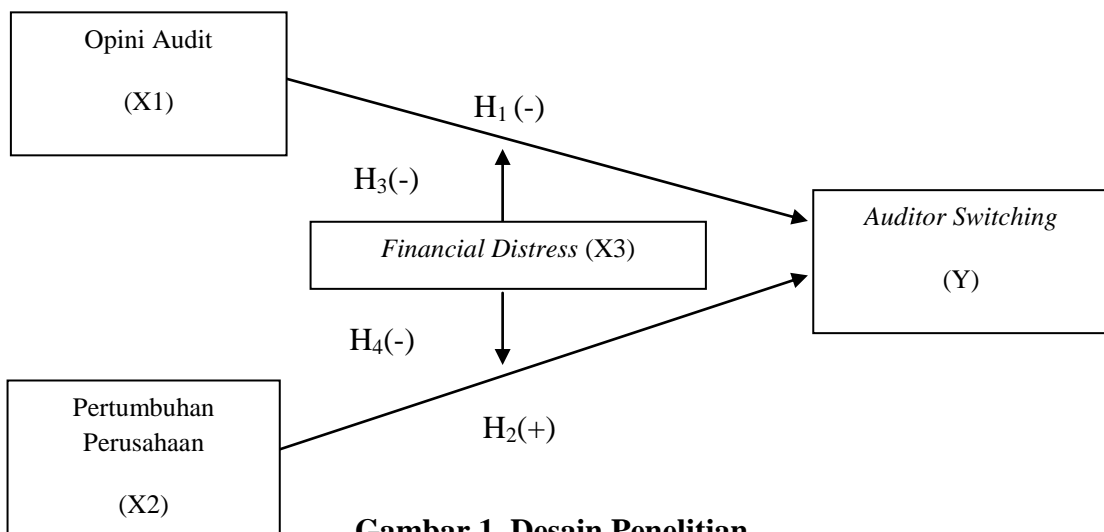 Opini Audit
(X1)
H₁ (-)
H₃(-)
Financial Distress (X3)
Auditor Switching
(Y)
H₄(-)
H₂(+)
Pertumbuhan
Perusahaan
(X2)
Gambar 1. Desain Penelitian